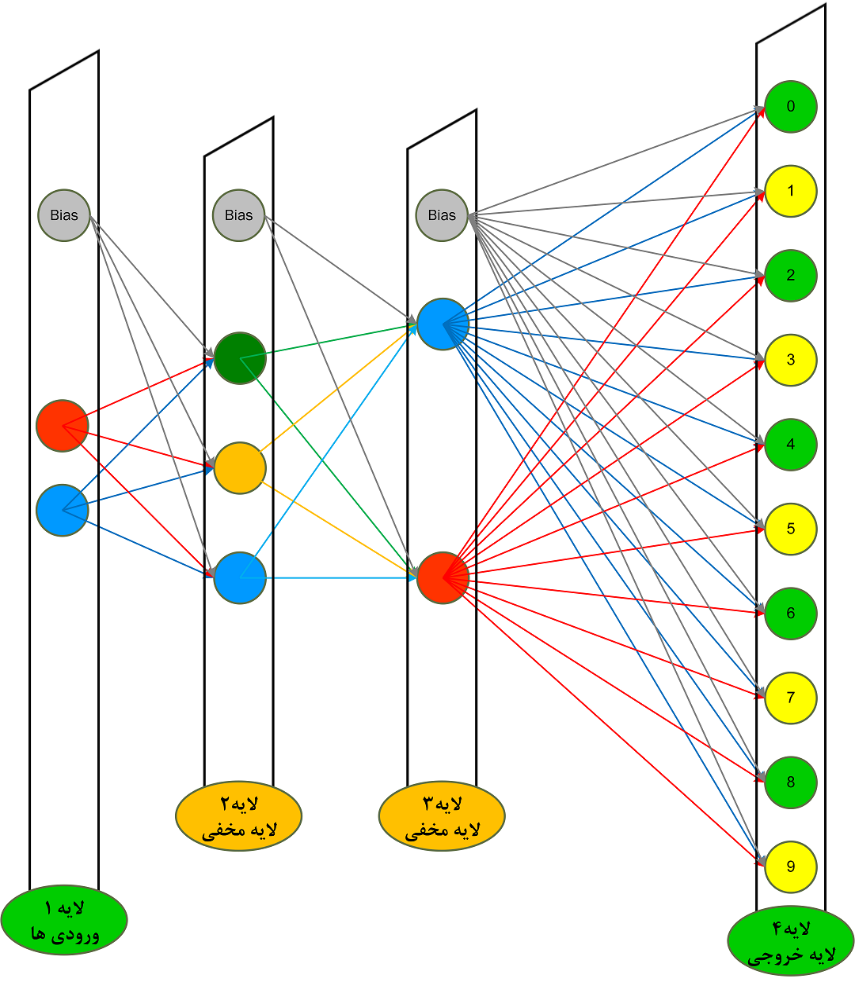 Bias
Bias
Bias
0
1
2
3
4
5
6
7
8
9
لایه ۱
ورودی ها
لایه۲
لایه مخفی
لایه۳
لایه مخفی
لایه۴
لایه خروجی